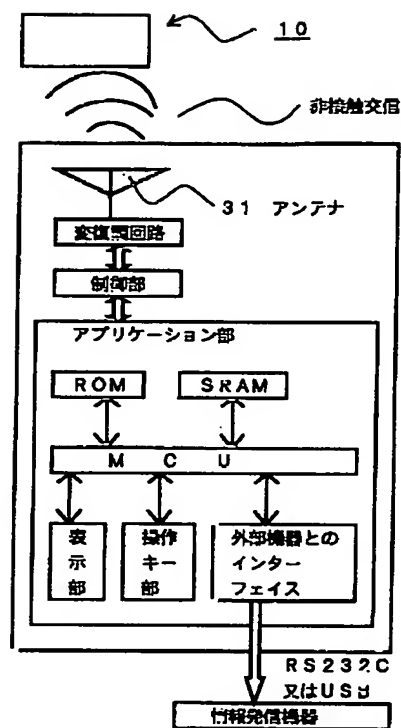 10
非接触交信
31 アンテナ
変復調回路
制御部
アプリケーション部
ROM
SRAM
MCU
表
示
部
操作
キー部
外部機器との
インター
フェイス
RS232C
又はUSB
情報発信機器